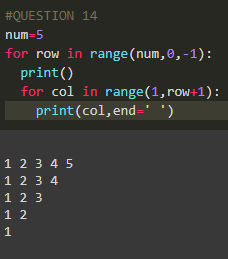 #QUESTION 14
num=5
for row in range(num,0,-1):
  print()
  for col in range(1,row+1):
    print(col,end=' ')
1 2 3 4 5
1 2 3 4
1 2 3
1 2
1